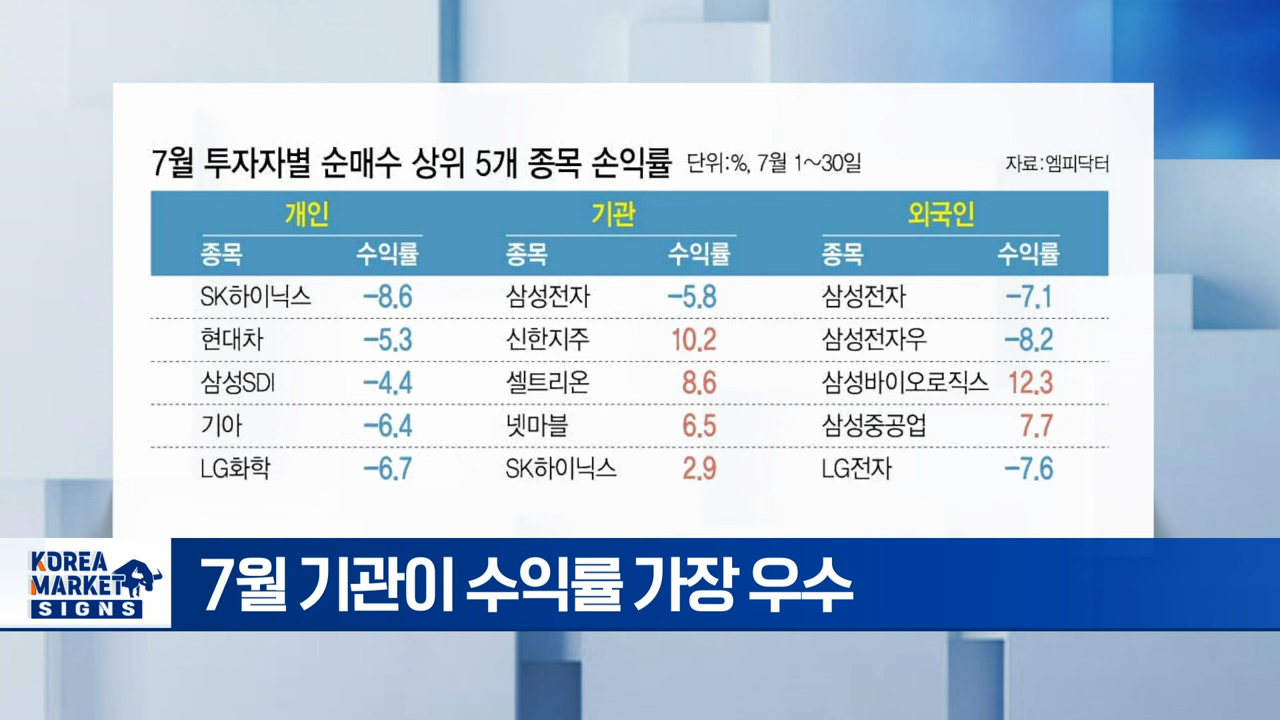 7월 투자자별 순매수 상위 5개 종목 손익률 단위:%, 7월 1~30일 자료:엠피닥터
개인 기관 외국인
종목 수익률 종목 수익률 종목 수익률
SK하이닉스 -8.6 삼성전자 -5.8 삼성전자 -7.1
현대차 -5.3 신한지주 10.2 삼성전자우 -8.2
삼성SDI -4.4 셀트리온 8.6 삼성바이오로직스 12.3
기아 -6.4 넷마블 6.5 삼성중공업 7.7
LG화학 -6.7 SK하이닉스 2.9 LG전자 -7.6
KOREA
MARKET
SIGNS
7월 기관이 수익률 가장 우수